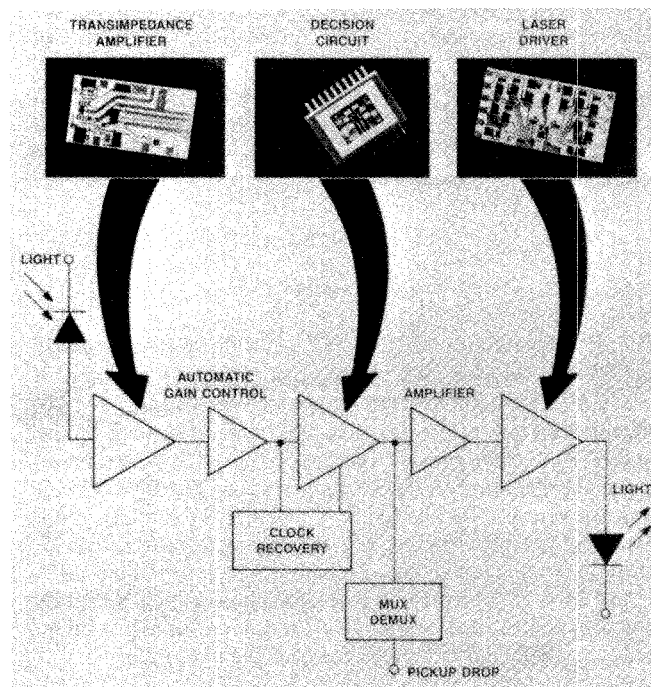 TRANSIMPEDANCE
AMPLIFIER
DECISION
CIRCUIT
LASER
DRIVER
LIGHT
AUTOMATIC
GAIN CONTROL
AMPLIFIER
LIGHT
CLOCK
RECOVERY
MUX
DEMUX
PICKUP DROP